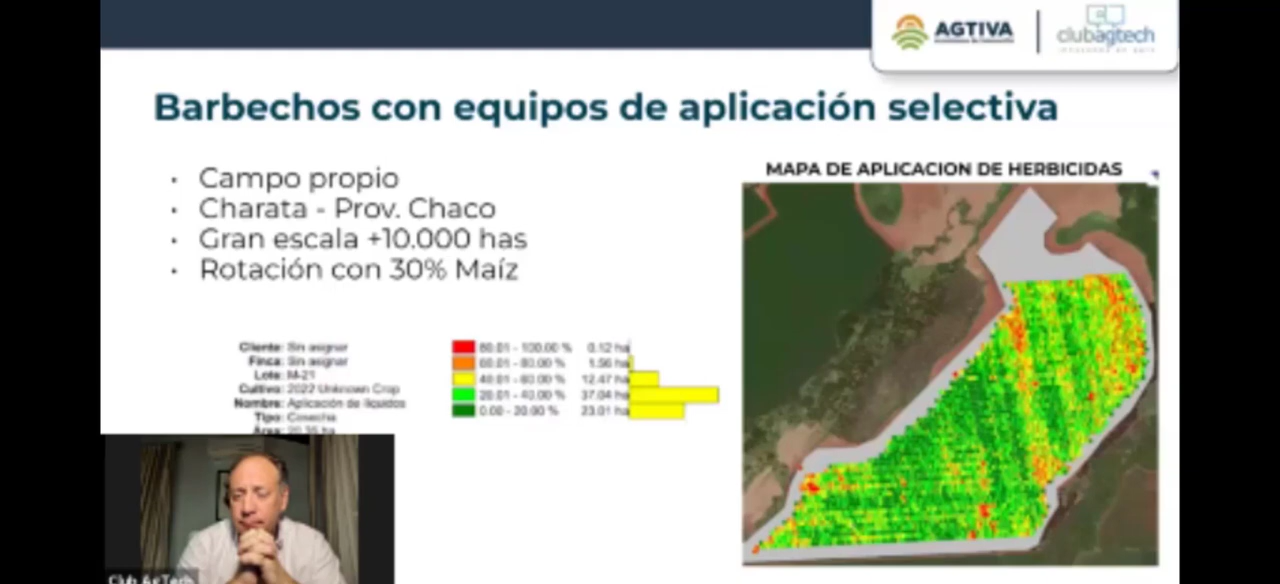 AGTIVA
clubagtech
Barbechos con equipos de aplicación selectiva
· Campo propio
· Charata - Prov. Chaco
· Gran escala +10.000 has
· Rotación con 30% Maíz
MAPA DE APLICACION DE HERBICIDAS
Cliente: Sin asignar
Finca: Sin asignar
Lote: M-21
Cultivo: 2022 Unknown Crop
Nombre: Aplicación de líquidos
Tipo: Cosecha
Área:
80.01 - 100.00 % 0.12 ha
60.01 - 80.00 % 1.56 ha
40.01 - 60.00 % 12.47 ha
20.01 - 40.00 % 37.04 ha
0.00 - 20.00 % 23.01 ha
Club AgTech